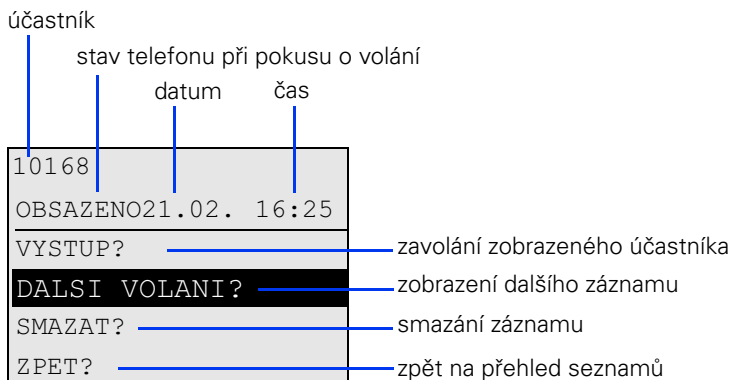 účastník
stav telefonu při pokusu o volání
datum čas
10168
OBSAZENO21.02. 16:25
VYSTUP? zavolání zobrazeného účastníka
DALSI VOLANI? zobrazení dalšího záznamu
SMAZAT? smazání záznamu
ZPET? zpět na přehled seznamů